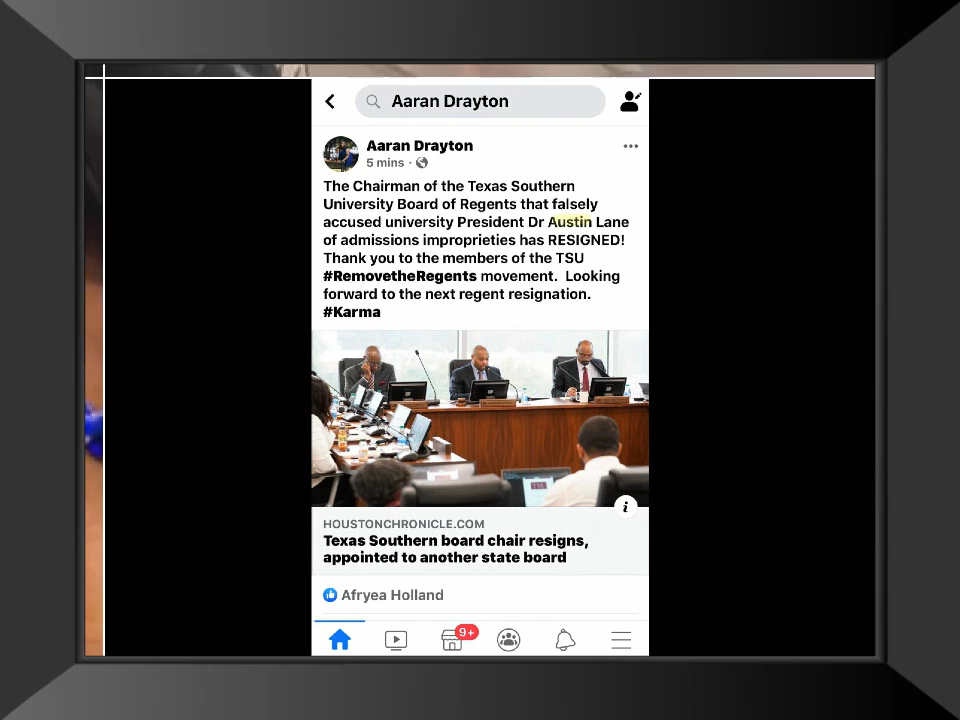 Aaran Drayton
Aaran Drayton
5 mins ·
The Chairman of the Texas Southern
University Board of Regents that falsely
accused university President Dr Austin Lane
of admissions improprieties has RESIGNED!
Thank you to the members of the TSU
#RemovetheRegents movement. Looking
forward to the next regent resignation.
#Karma
HOUSTONCHRONICLE.COM
Texas Southern board chair resigns,
appointed to another state board
Afryea Holland
9+